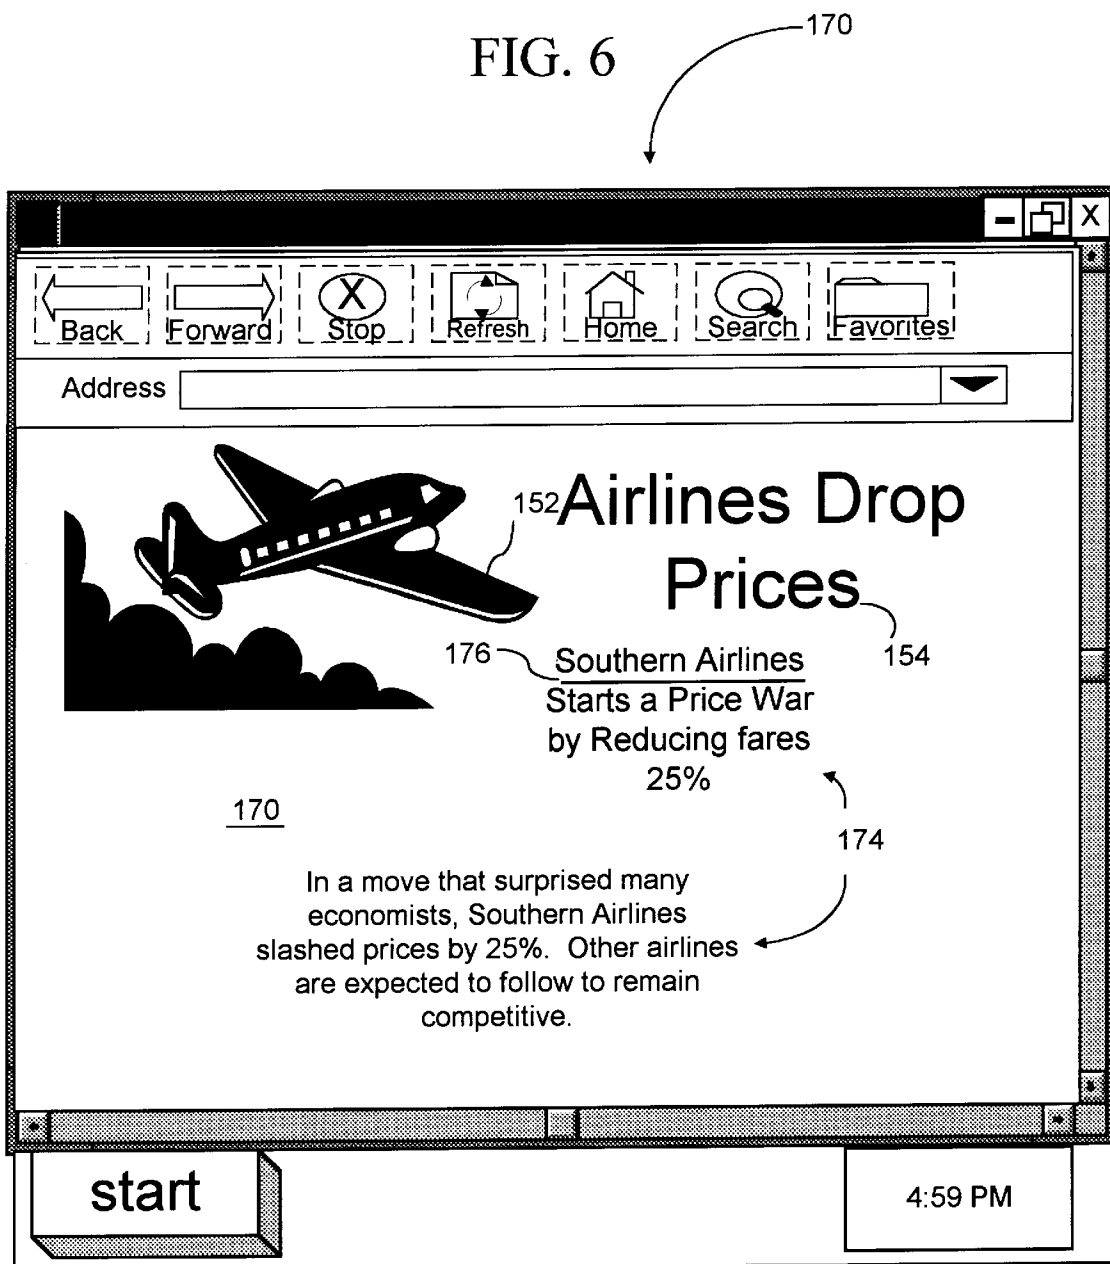 170
FIG. 6
X
X
Back Forward Stop Refresh Home Search Favorites
Address
152
Airlines Drop
Prices
154
176
Southern Airlines
Starts a Price War
by Reducing fares
25%
170
174
In a move that surprised many
economists, Southern Airlines
slashed prices by 25%. Other airlines
are expected to follow to remain
competitive.
start
4:59 PM